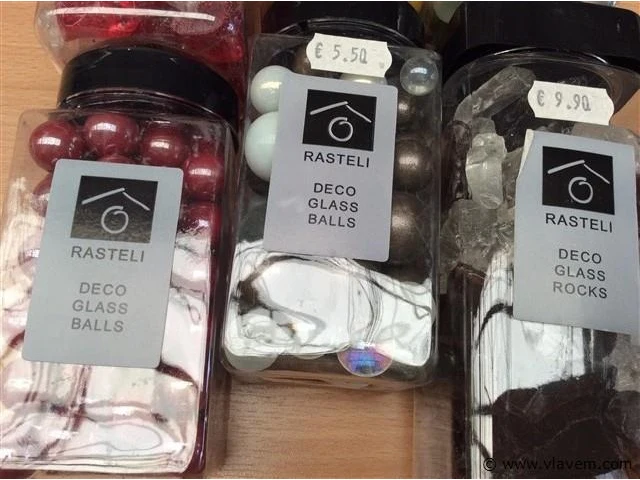 € 5.50
€ 9.90
RASTELI
DECO
GLASS
BALLS
RASTELI
DECO
GLASS
BALLS
RASTELI
DECO
GLASS
ROCKS
© www.vlavem.com